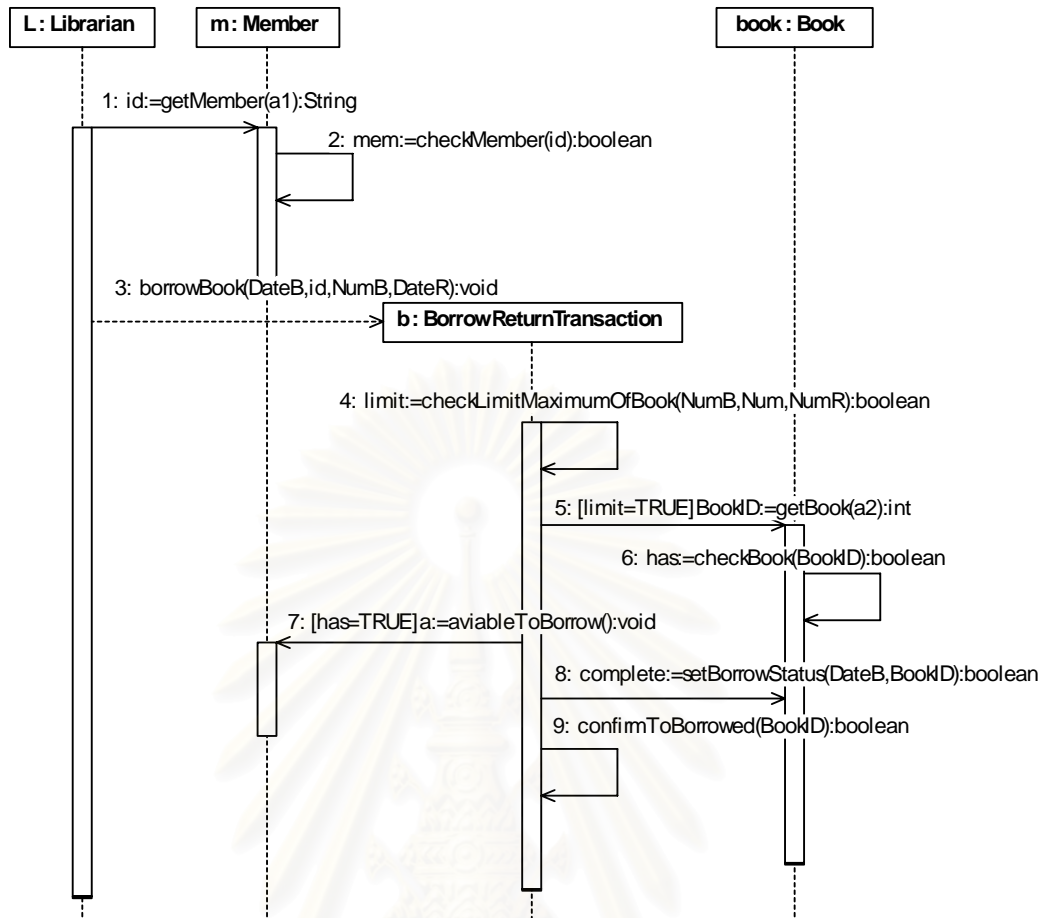 L : Librarian
m : Member
book : Book
1: id:=getMember(a1):String
2: mem:=checkMember(id):boolean
3: borrowBook(DateB,id,NumB,DateR):void
b : BorrowReturnTransaction
4: limit:=checkLimitMaximumOfBook(NumB,Num,NumR):boolean
5: [limit=TRUE]BookID:=getBook(a2):int
6: has:=checkBook(BookID):boolean
7: [has=TRUE]a:=aviableToBorrow():void
8: complete:=setBorrowStatus(DateB,BookID):boolean
9: confirmToBorrowed(BookID):boolean